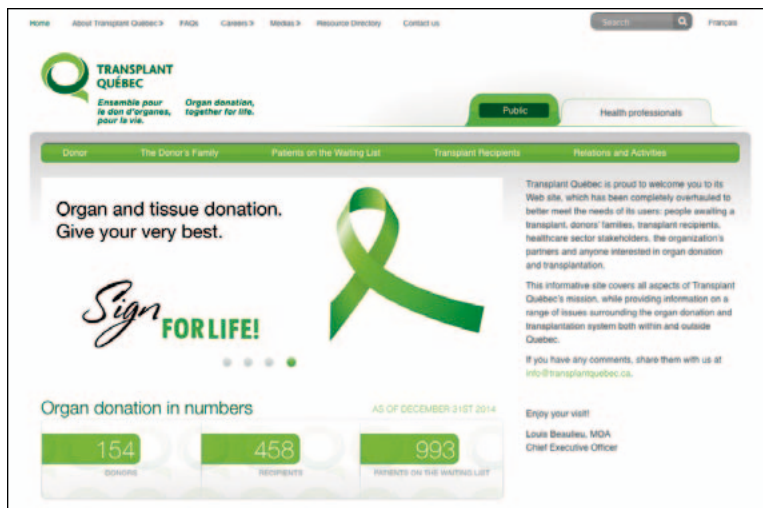 Home About Transplant Québec > FAQs Careers > Medias > Resource Directory Contact us Search Français
TRANSPLANT
QUÉBEC
Ensemble pour
le don d'organes,
pour la vie.
Organ donation,
together for life.
Public Health professionals
Donor The Donor's Family Patients on the Waiting List Transplant Recipients Relations and Activities
Organ and tissue donation.
Give your very best.
Sign
FOR LIFE!
Transplant Québec is proud to welcome you to its
Web site, which has been completely overhauled to
better meet the needs of its users: people awaiting a
transplant, donors' families, transplant recipients,
healthcare sector stakeholders, the organization's
partners and anyone interested in organ donation
and transplantation.
This informative site covers all aspects of Transplant
Québec's mission, while providing information on a
range of issues surrounding the organ donation and
transplantation system both within and outside
Quebec.
If you have any comments, share them with us at
info@transplantquebec.ca.
Enjoy your visit!
Louis Beaulieu, MOA
Chief Executive Officer
Organ donation in numbers AS OF DECEMBER 31ST 2014
154 458 993
DONORS RECIPIENTS PATIENTS ON THE WAITING LIST